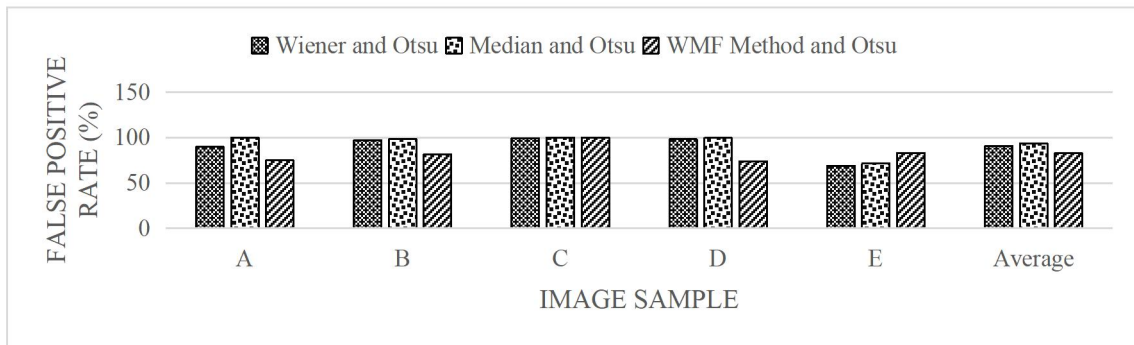 Wiener and Otsu Median and Otsu WMF Method and Otsu
FALSE POSITIVE
RATE (%)
150
100
50
0
A B C D E Average
IMAGE SAMPLE